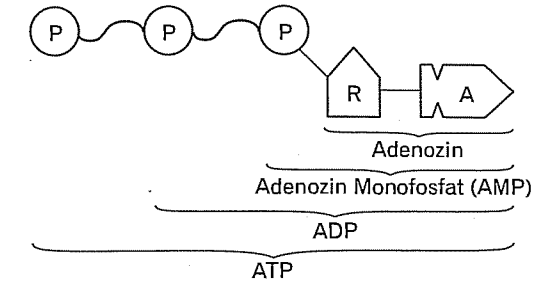 P P P
R A
Adenozin
Adenozin Monofosfat (AMP)
ADP
ATP